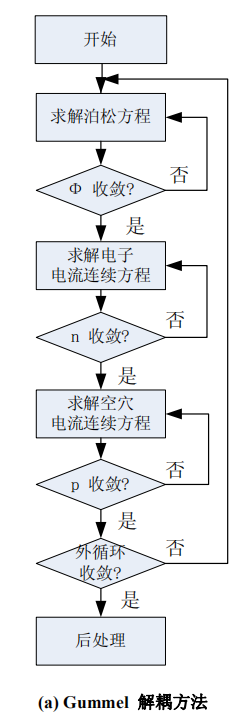 开始
求解泊松方程
否
Φ 收敛?
是
求解电子
电流连续方程
否
n 收敛?
是
求解空穴
电流连续方程
否
p 收敛?
是
外循环
收敛?
否
是
后处理
(a) Gummel 解耦方法